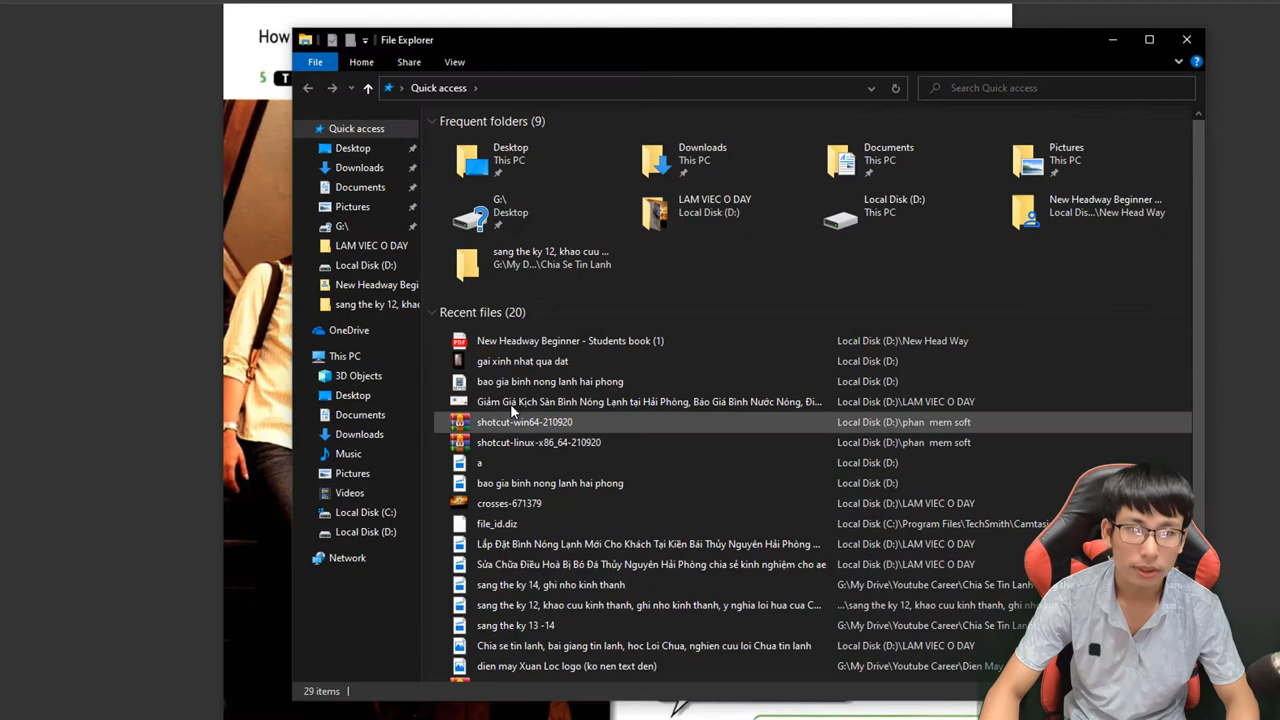 How
5 T
File Explorer
File Home Share View
Quick access
Search Quick access
Quick access
Desktop
Downloads
Documents
Pictures
G:\
LAM VIEC O DAY
Local Disk (D:)
New Headway Begi
sang the ky 12, khao
OneDrive
This PC
3D Objects
Desktop
Documents
Downloads
Music
Pictures
Videos
Local Disk (C:)
Local Disk (D:)
Network
Frequent folders (9)
Desktop
This PC
Downloads
This PC
Documents
This PC
Pictures
This PC
G:\
Desktop
LAM VIEC O DAY
Local Disk (D:)
Local Disk (D:)
This PC
New Headway Beginner ...
Local Dis...\New Head Way
sang the ky 12, khao cuu ...
G:\My D...\Chia Se Tin Lanh
Recent files (20)
New Headway Beginner - Students book (1) Local Disk (D:)\New Head Way
gai xinh nhat qua dat Local Disk (D:)
bao gia binh nong lanh hai phong Local Disk (D:)
Giảm Giá Kịch Sàn Bình Nóng Lạnh tại Hải Phòng, Báo Giá Bình Nước Nóng, Đi... Local Disk (D:)\LAM VIEC O DAY
shotcut-win64-210920 Local Disk (D:)\phan mem soft
shotcut-linux-x86_64-210920 Local Disk (D:)\phan mem soft
a Local Disk (D:)
bao gia binh nong lanh hai phong Local Disk (D:)
crosses-671379 Local Disk (D:)\LAM VIEC O DAY
file_id.diz Local Disk (C:)\Program Files\TechSmith\Camtasi
Lắp Đặt Bình Nóng Lạnh Mới Cho Khách Tại Kiền Bái Thủy Nguyên Hải Phòng ... Local Disk (D:)\LAM VIEC O DAY
Sửa Chữa Điều Hoà Bị Bó Đá Thủy Nguyên Hải Phòng chia sẻ kinh nghiệm cho ae Local Disk (D:)\LAM VIEC O DAY
sang the ky 14, ghi nho kinh thanh G:\My Drive\Youtube Career\Chia Se Tin Lanh
sang the ky 12, khao cuu kinh thanh, ghi nho kinh thanh, y nghia loi hua cua C... ...\sang the ky 12, khao cuu kinh thanh, ghi
sang the ky 13 -14 G:\My Drive\Youtube Career\Chia Se Tin
Chia se tin lanh, bai giang tin lanh, hoc Loi Chua, nghien cuu loi Chua tin lanh Local Disk (D:)\LAM VIEC O DAY
dien may Xuan Loc logo (ko nen text den) G:\My Drive\Youtube Career\Dien May
29 items